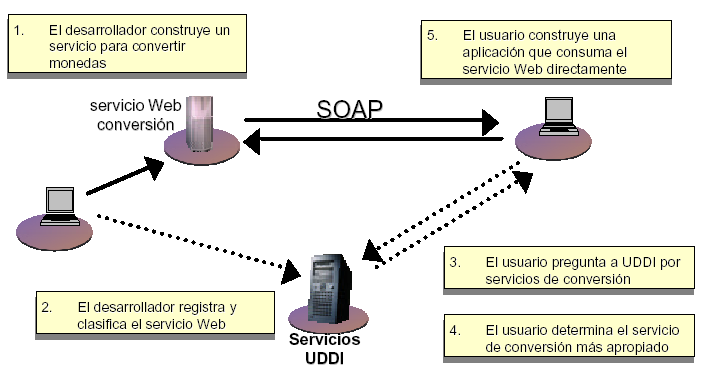 1. El desarrollador construye un
servicio para convertir
monedas
5. El usuario construye una
aplicación que consuma el
servicio Web directamente
servicio Web
conversión
SOAP
3. El usuario pregunta a UDDI por
servicios de conversión
2. El desarrollador registra y
clasifica el servicio Web
4. El usuario determina el servicio
de conversión más apropiado
Servicios
UDDI